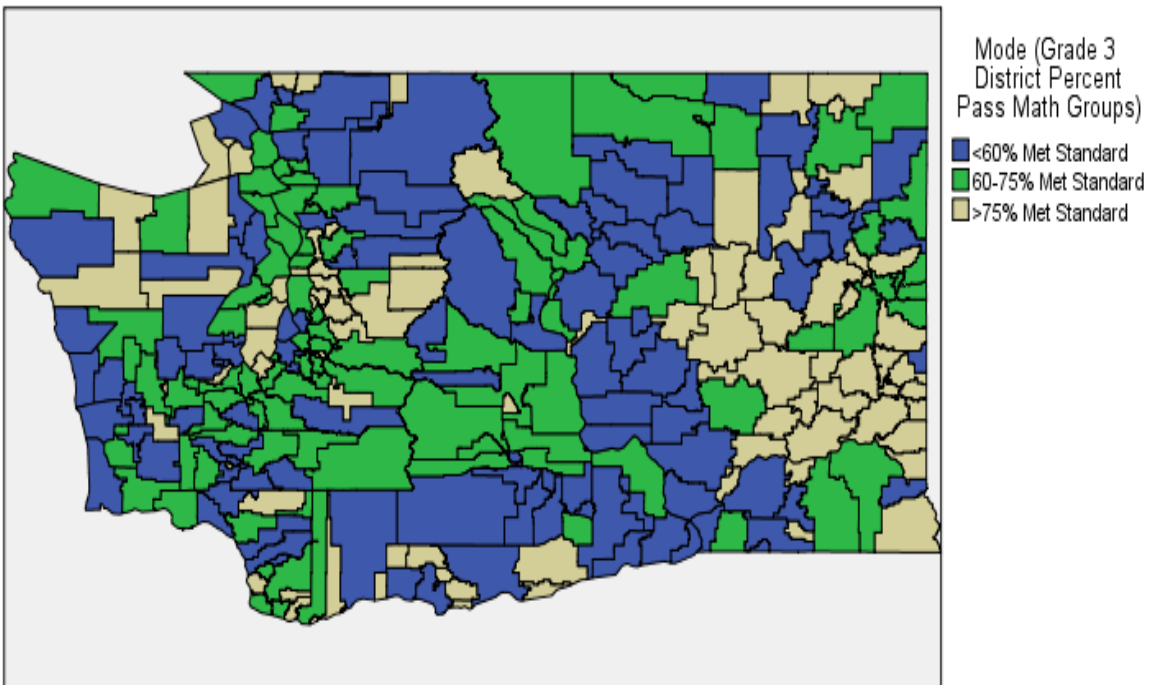 Mode (Grade 3
District Percent
Pass Math Groups)
<60% Met Standard
60-75% Met Standard
>75% Met Standard